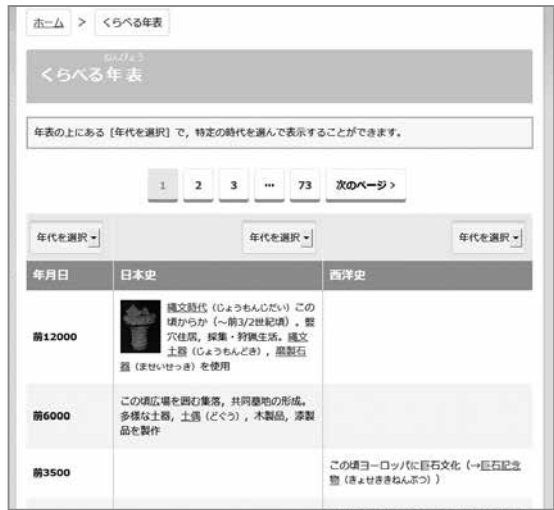 ホーム > くらべる年表
ねんぴょう
くらべる年表
年表の上にある [年代を選択] で，特定の時代を選んで表示することができます。
1 2 3 … 73 次のページ >
年代を選択 年代を選択 年代を選択
年月日 日本史 西洋史
前12000
縄文時代（じょうもんじだい）この
頃からか（～前3/2世紀頃）。竪
穴住居，採集・狩猟生活。縄文
土器（じょうもんどき），磨製石
器（ませいせっき）を使用
前6000
この頃広場を囲む集落，共同墓地の形成。
多様な土器，土偶（どぐう），木製品，漆製
品を製作
前3500
この頃ヨーロッパに巨石文化（→巨石記念
物（きょせききねんぶつ））